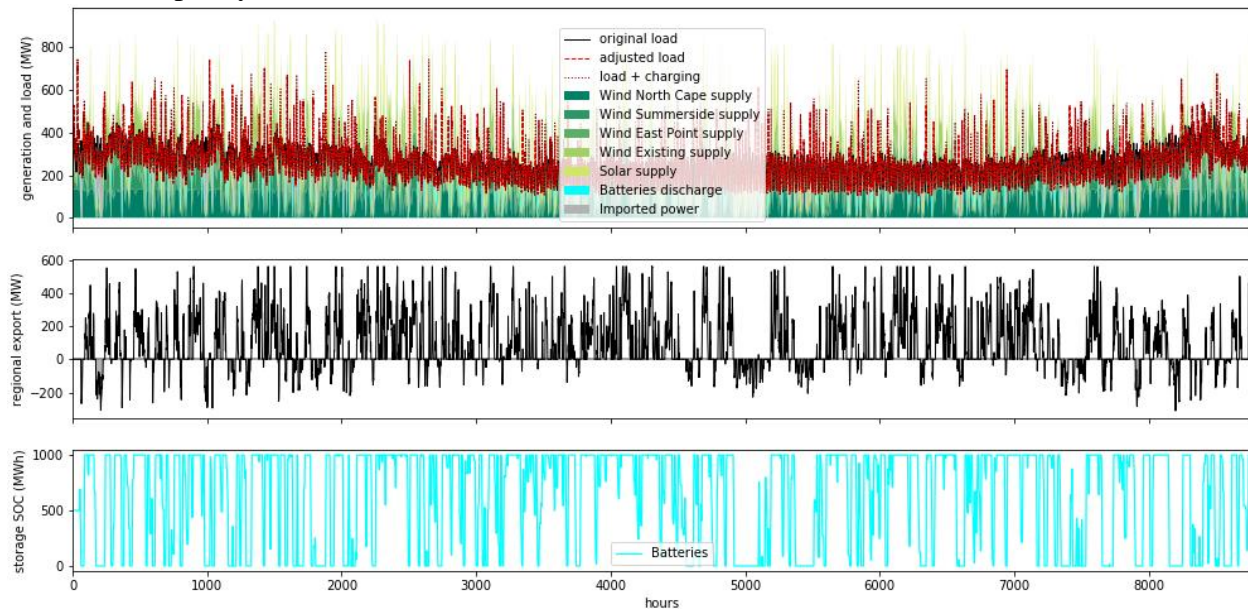 generation and load (MW)
800
600
400
200
0
original load
adjusted load
load + charging
Wind North Cape supply
Wind Summerside supply
Wind East Point supply
Wind Existing supply
Solar supply
Batteries discharge
Imported power
regional export (MW)
600
400
200
0
−200
storage SOC (MWh)
1000
500
0
Batteries
0 1000 2000 3000 4000 5000 6000 7000 8000
hours